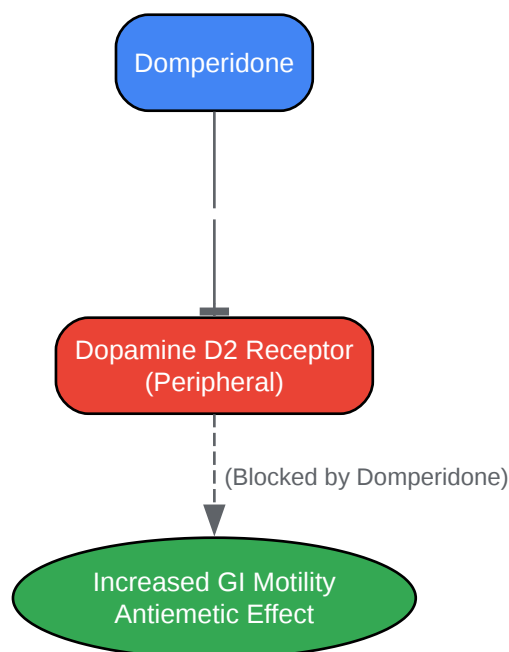 Domperidone
Dopamine D2 Receptor
(Peripheral)
(Blocked by Domperidone)
Increased GI Motility
Antiemetic Effect